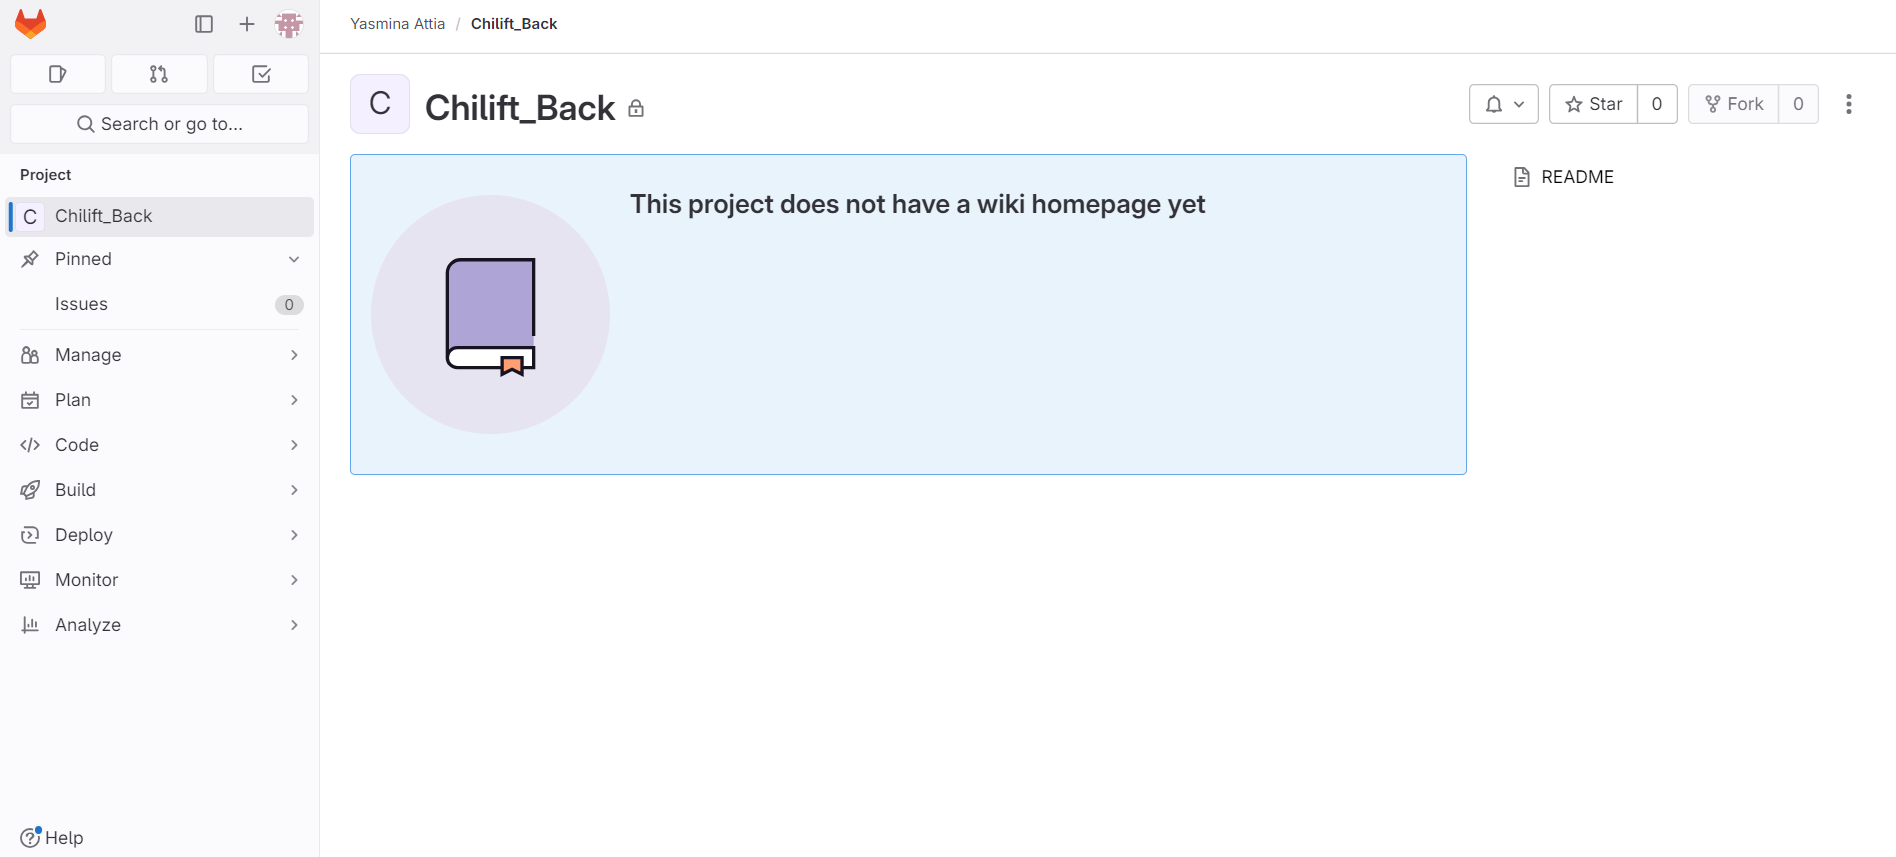 Yasmina Attia / Chilift_Back
Search or go to...
Project
C Chilift_Back
Pinned
Issues 0
Manage
Plan
Code
Build
Deploy
Monitor
Analyze
Help
C Chilift_Back
Star 0
Fork 0
This project does not have a wiki homepage yet
README